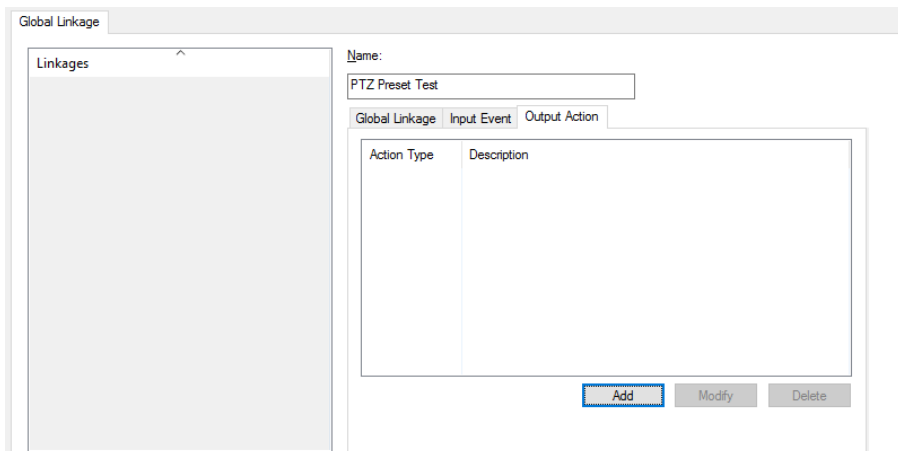 Global Linkage
Linkages
Name:
PTZ Preset Test
Global Linkage Input Event Output Action
Action Type Description
Add Modify Delete